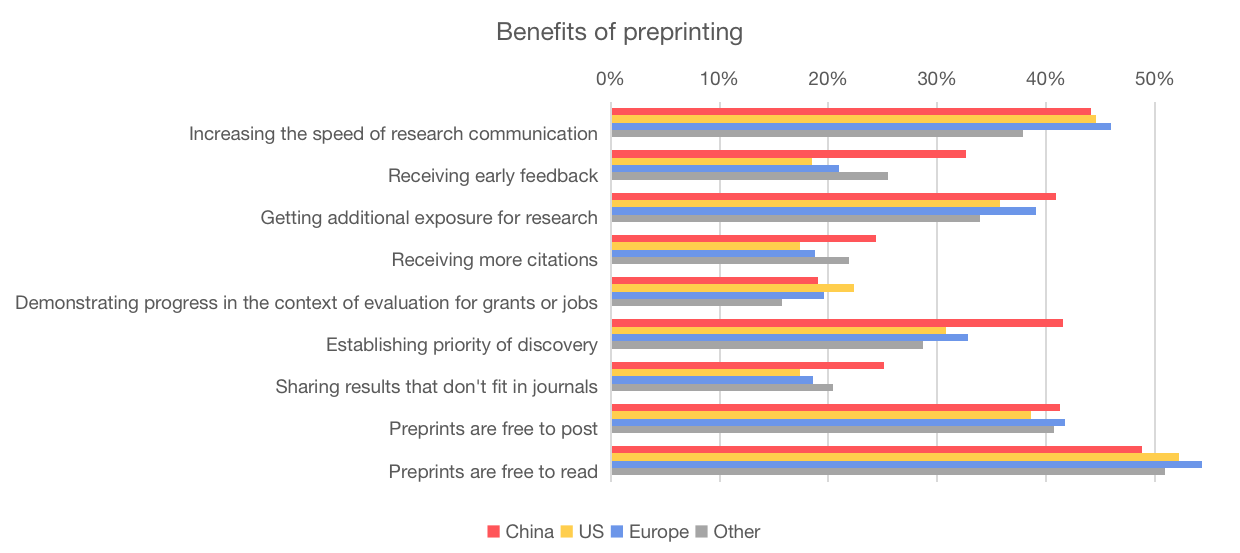 Benefits of preprinting
0% 10% 20% 30% 40% 50%
Increasing the speed of research communication
Receiving early feedback
Getting additional exposure for research
Receiving more citations
Demonstrating progress in the context of evaluation for grants or jobs
Establishing priority of discovery
Sharing results that don't fit in journals
Preprints are free to post
Preprints are free to read
China US Europe Other